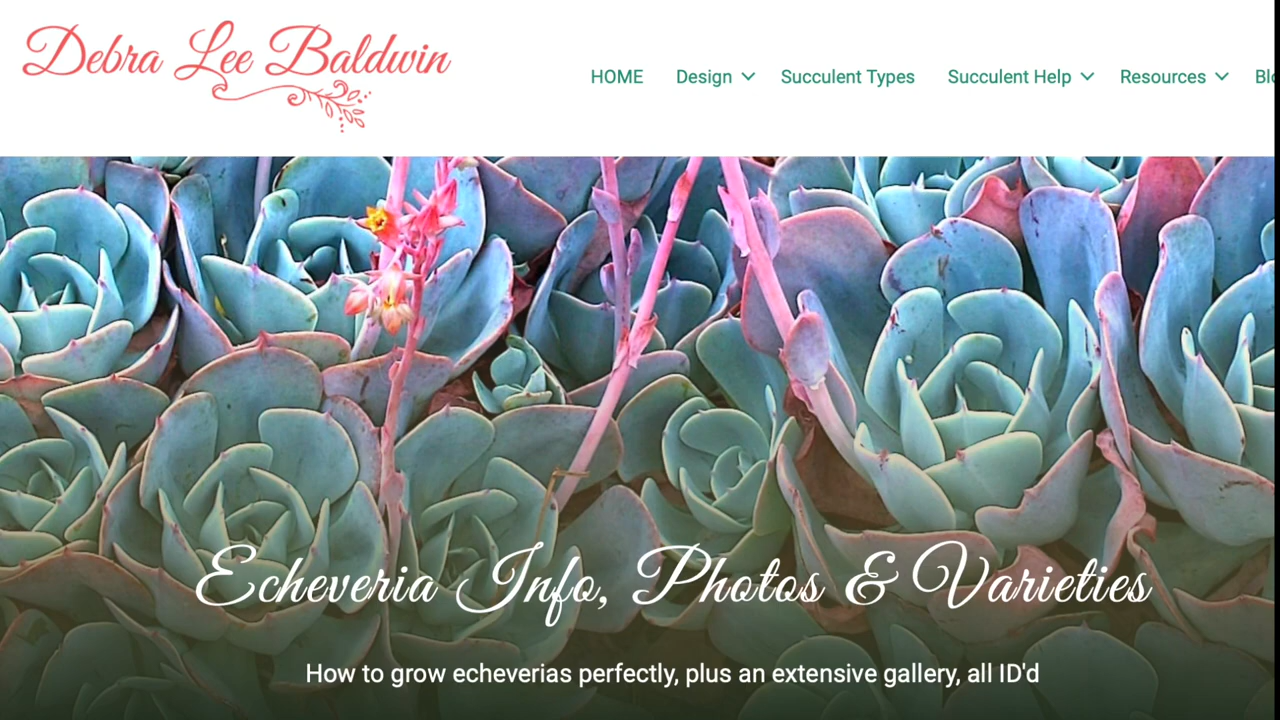 Debra Lee Baldwin
HOME Design Succulent Types Succulent Help Resources
Echeveria Info, Photos & Varieties
How to grow echeverias perfectly, plus an extensive gallery, all ID'd